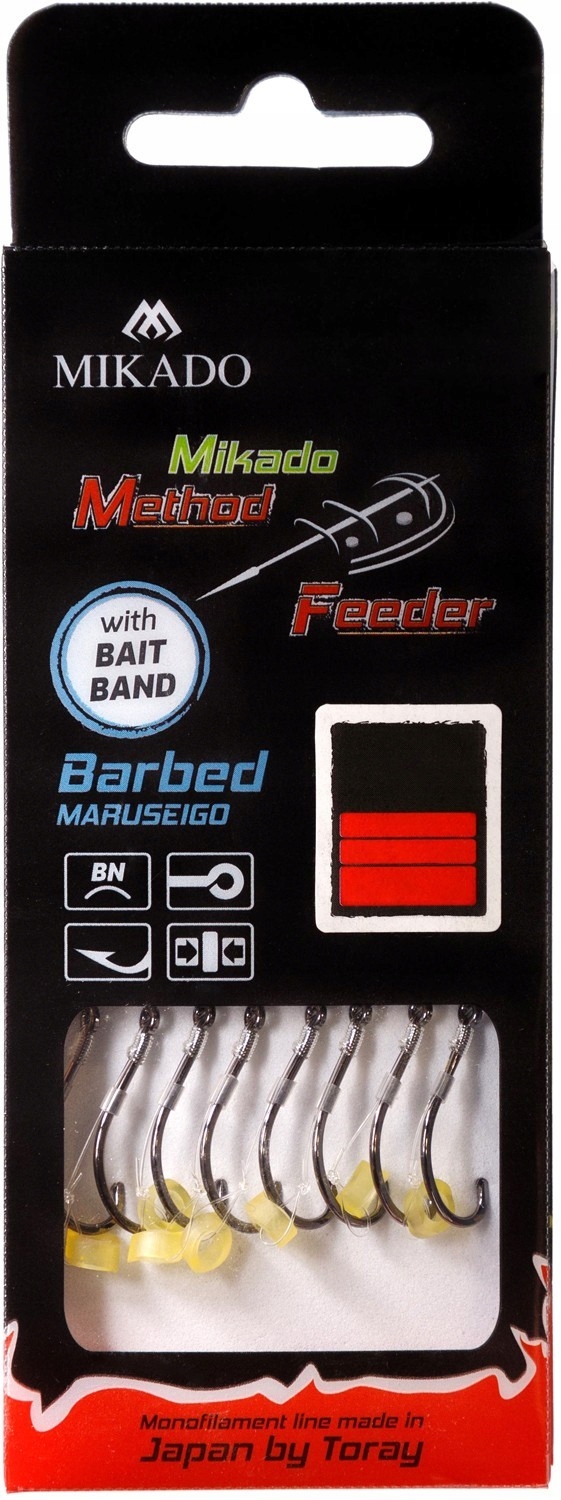 MIKADO
Mikado
Method
Feeder
with
BAIT
BAND
Barbed
MARUSEIGO
BN
Monofilament line made in
Japan by Toray